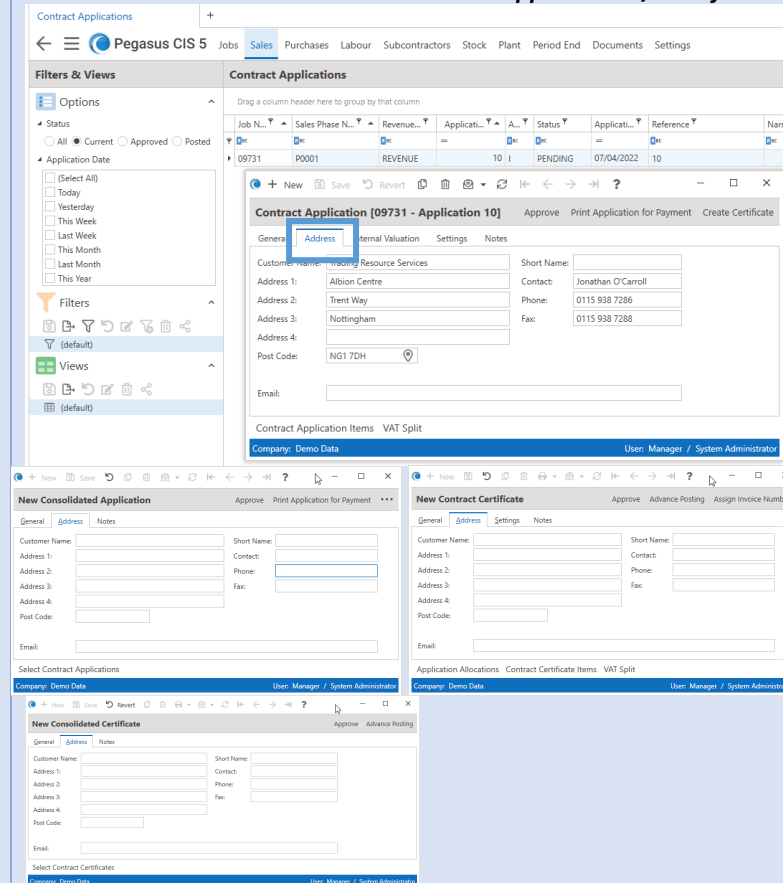 Contract Applications +
Pegasus CIS 5 Jobs Sales Purchases Labour Subcontractors Stock Plant Period End Documents Settings
Filters & Views
Contract Applications
Options
Drag a column header here to group by that column
Status
Job N... Sales Phase N... Revenue... Applicati... A... Status Applicati... Reference Nar
All Current Approved Posted
Application Date
09731 P0001 REVENUE 10 I PENDING 07/04/2022 10
(Select All)
Today
Yesterday
This Week
Last Week
This Month
Last Month
This Year
Filters
(default)
Views
(default)
+ New Save Revert ?
Contract Application [09731 - Application 10] Approve Print Application for Payment Create Certificate
Genera Address ternal Valuation Settings Notes
Customer Name: Trading Resource Services Short Name:
Address 1: Albion Centre Contact: Jonathan O'Carroll
Address 2: Trent Way Phone: 0115 938 7286
Address 3: Nottingham Fax: 0115 938 7288
Address 4:
Post Code: NG1 7DH
Email:
Contract Application Items VAT Split
Company: Demo Data User: Manager / System Administrator
+ New Save ?
New Consolidated Application Approve Print Application for Payment ...
General Address Notes
Customer Name: Short Name:
Address 1: Contact:
Address 2: Phone:
Address 3: Fax:
Address 4:
Post Code:
Email:
Select Contract Applications
Company: Demo Data User: Manager / System Administrator
+ New ?
New Contract Certificate Approve Advance Posting Assign Invoice Numb
General Address Settings Notes
Customer Name: Short Name:
Address 1: Contact:
Address 2: Phone:
Address 3: Fax:
Address 4:
Post Code:
Email:
Application Allocations Contract Certificate Items VAT Split
Company: Demo Data User: Manager / System Administra
+ New Save Revert ?
New Consolidated Certificate Approve Advance Posting
General Address Notes
Customer Name: Short Name:
Address 1: Contact:
Address 2: Phone:
Address 3: Fax:
Address 4:
Post Code:
Email:
Select Contract Certificates
Company: Demo Data User: Manager / System Administrator